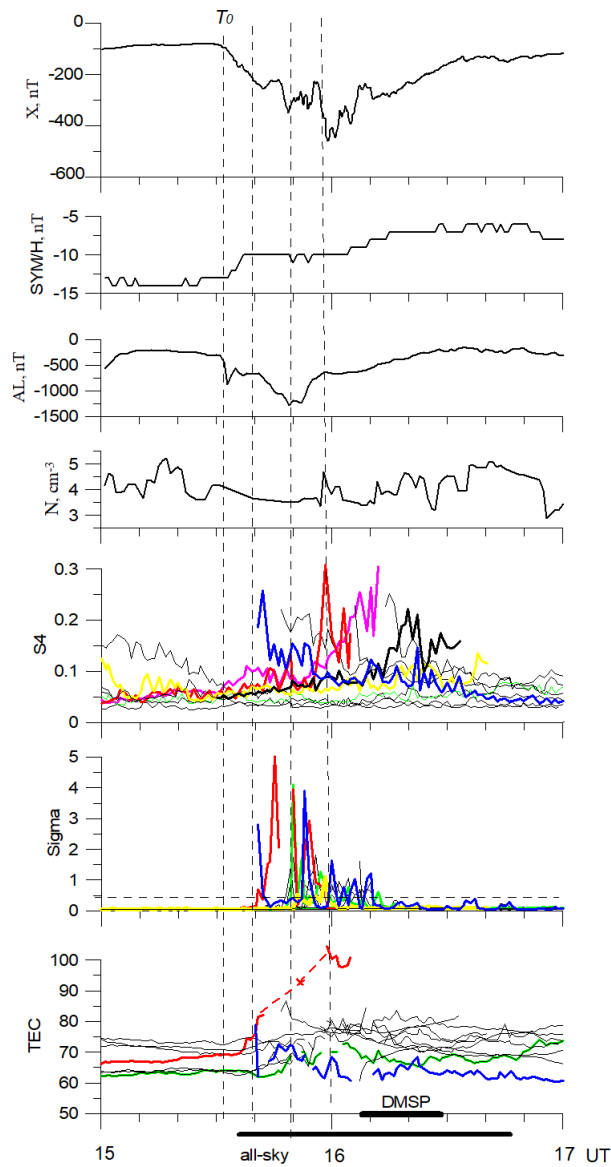 T0
0
-200
-400
-600
X, nT
-5
-10
-15
SYM/H, nT
0
-500
-1000
-1500
AL, nT
5
4
3
N, cm-3
0.3
0.2
0.1
0
S4
5
4
3
2
1
0
Sigma
100
90
80
70
60
50
TEC
DMSP
all-sky
15 16 17 UT